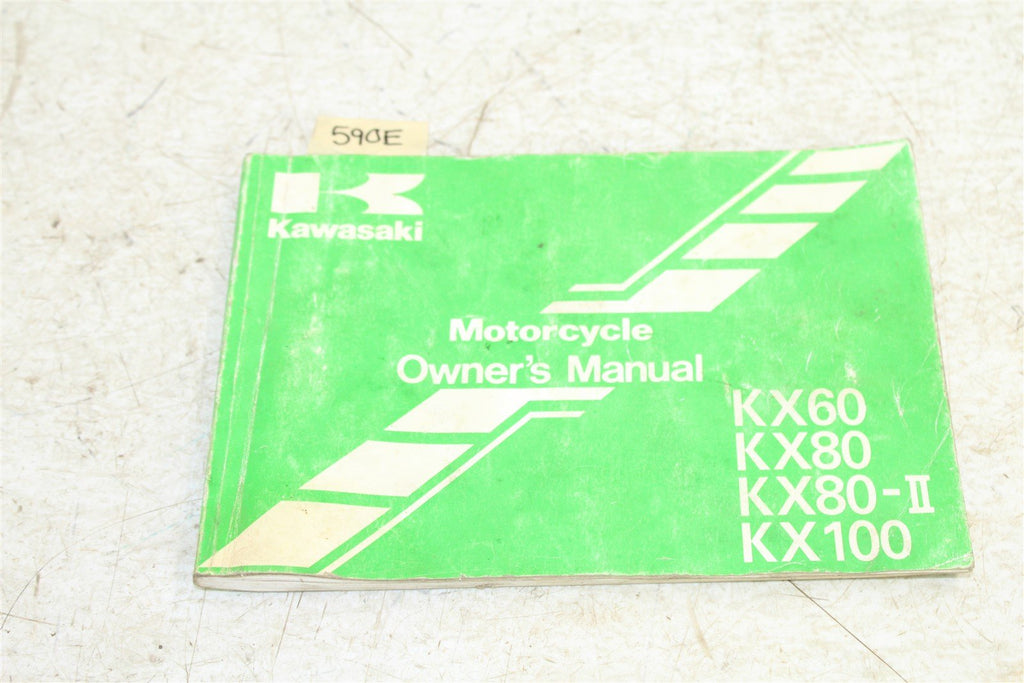 590E
Kawasaki
Motorcycle
Owner's Manual
KX60
KX80
KX80-II
KX100